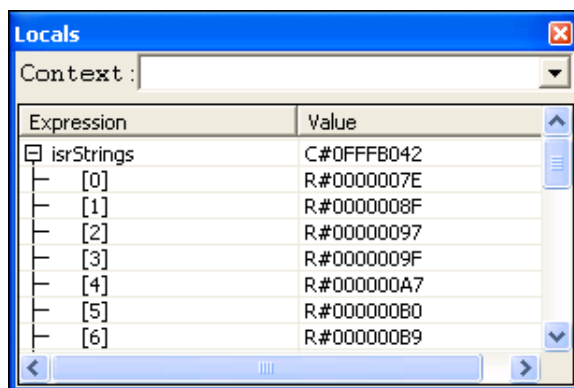 Locals
Context :
Expression Value
isrStrings C#0FFFB042
[0] R#0000007E
[1] R#0000008F
[2] R#00000097
[3] R#0000009F
[4] R#000000A7
[5] R#000000B0
[6] R#000000B9